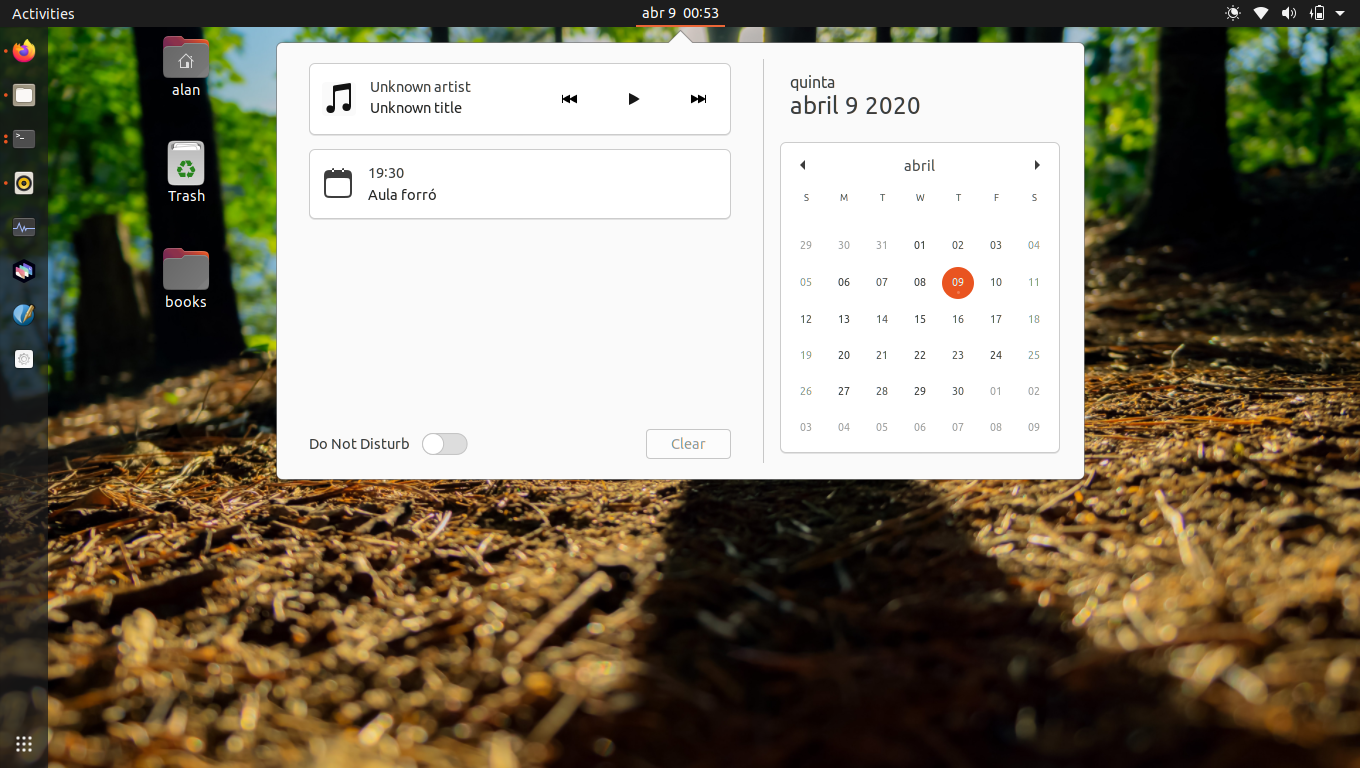 Activities
abr 9 00:53
alan
Trash
books
Unknown artist
Unknown title
19:30
Aula forró
Do Not Disturb
Clear
quinta
abril 9 2020
abril
S M T W T F S
29 30 31 01 02 03 04
05 06 07 08 09 10 11
12 13 14 15 16 17 18
19 20 21 22 23 24 25
26 27 28 29 30 01 02
03 04 05 06 07 08 09